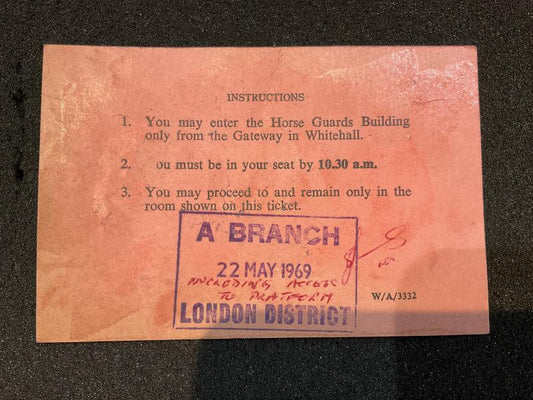 INSTRUCTIONS
1. You may enter the Horse Guards Building
only from the Gateway in Whitehall.
2. ou must be in your seat by 10.30 a.m.
3. You may proceed to and remain only in the
room shown on this ticket.
A BRANCH
22 MAY 1969
INCLUDING ACCESS
TO PLATFORM
LONDON DISTRICT
W/A/3332